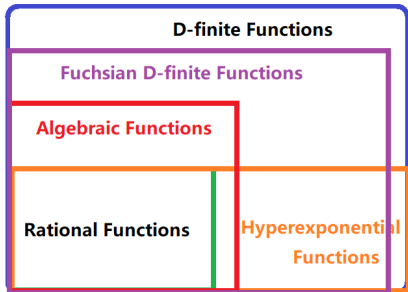 D-finite Functions
Fuchsian D-finite Functions
Algebraic Functions
Rational Functions
Hyperexponential
Functions